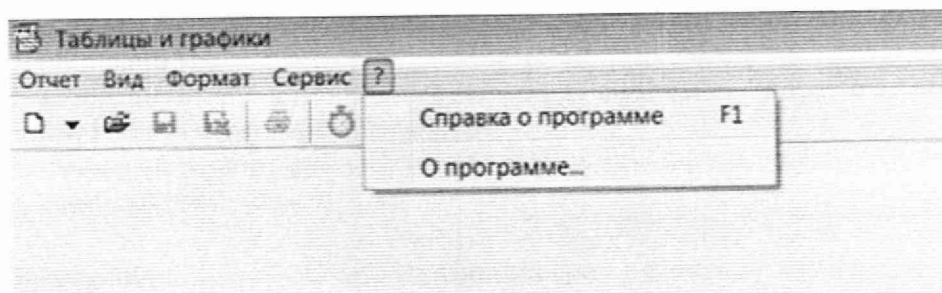 Таблицы и графики
Отчет Вид Формат Сервис ?
Справка о программе F1
О программе...